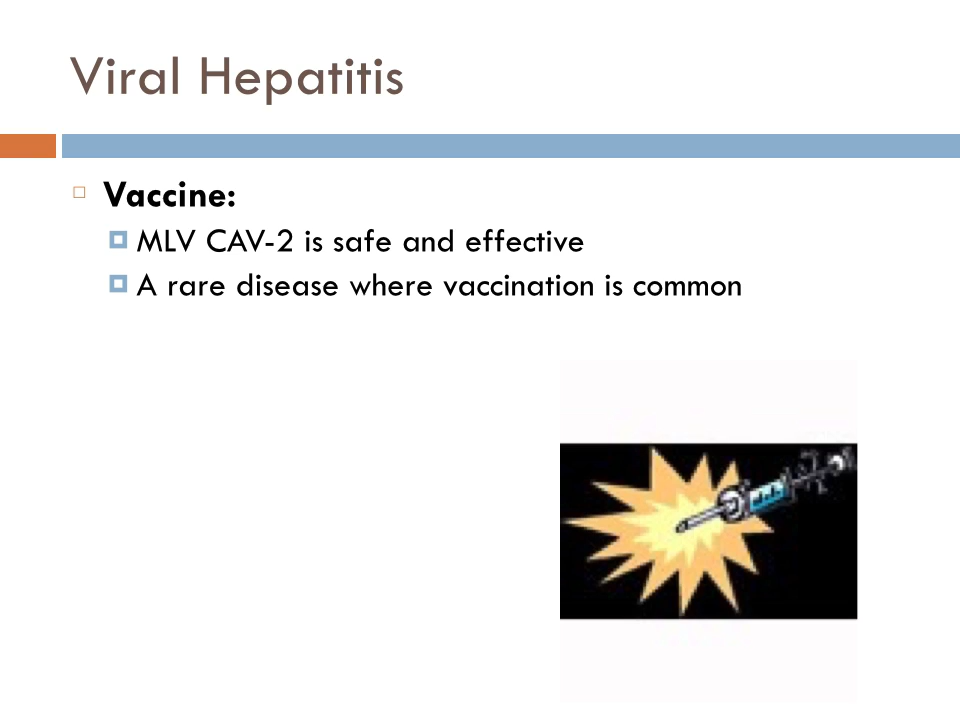 Viral Hepatitis
Vaccine:
MLV CAV-2 is safe and effective
A rare disease where vaccination is common